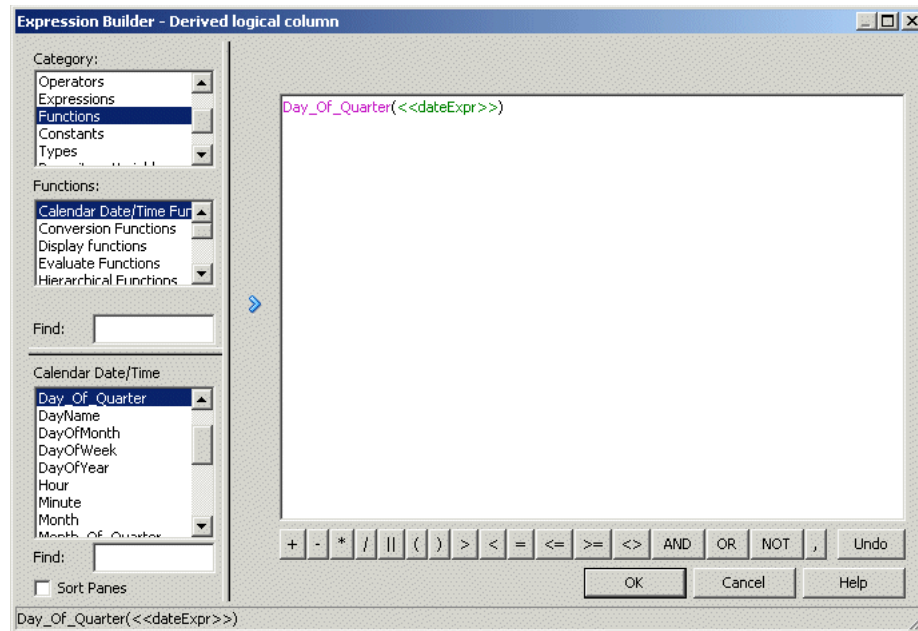 Expression Builder - Derived logical column
Category:
Operators
Expressions
Functions
Constants
Types
Functions:
Calendar Date/Time Fun
Conversion Functions
Display functions
Evaluate Functions
Hierarchical Functions
Find:
Calendar Date/Time
Day_Of_Quarter
DayName
DayOfMonth
DayOfWeek
DayOfYear
Hour
Minute
Month
Month_Of_Quarter
Find:
Sort Panes
Day_Of_Quarter(<<dateExpr>>)
+ - * / || ( ) > < = <= >= <> AND OR NOT , Undo
OK Cancel Help
Day_Of_Quarter(<<dateExpr>>)